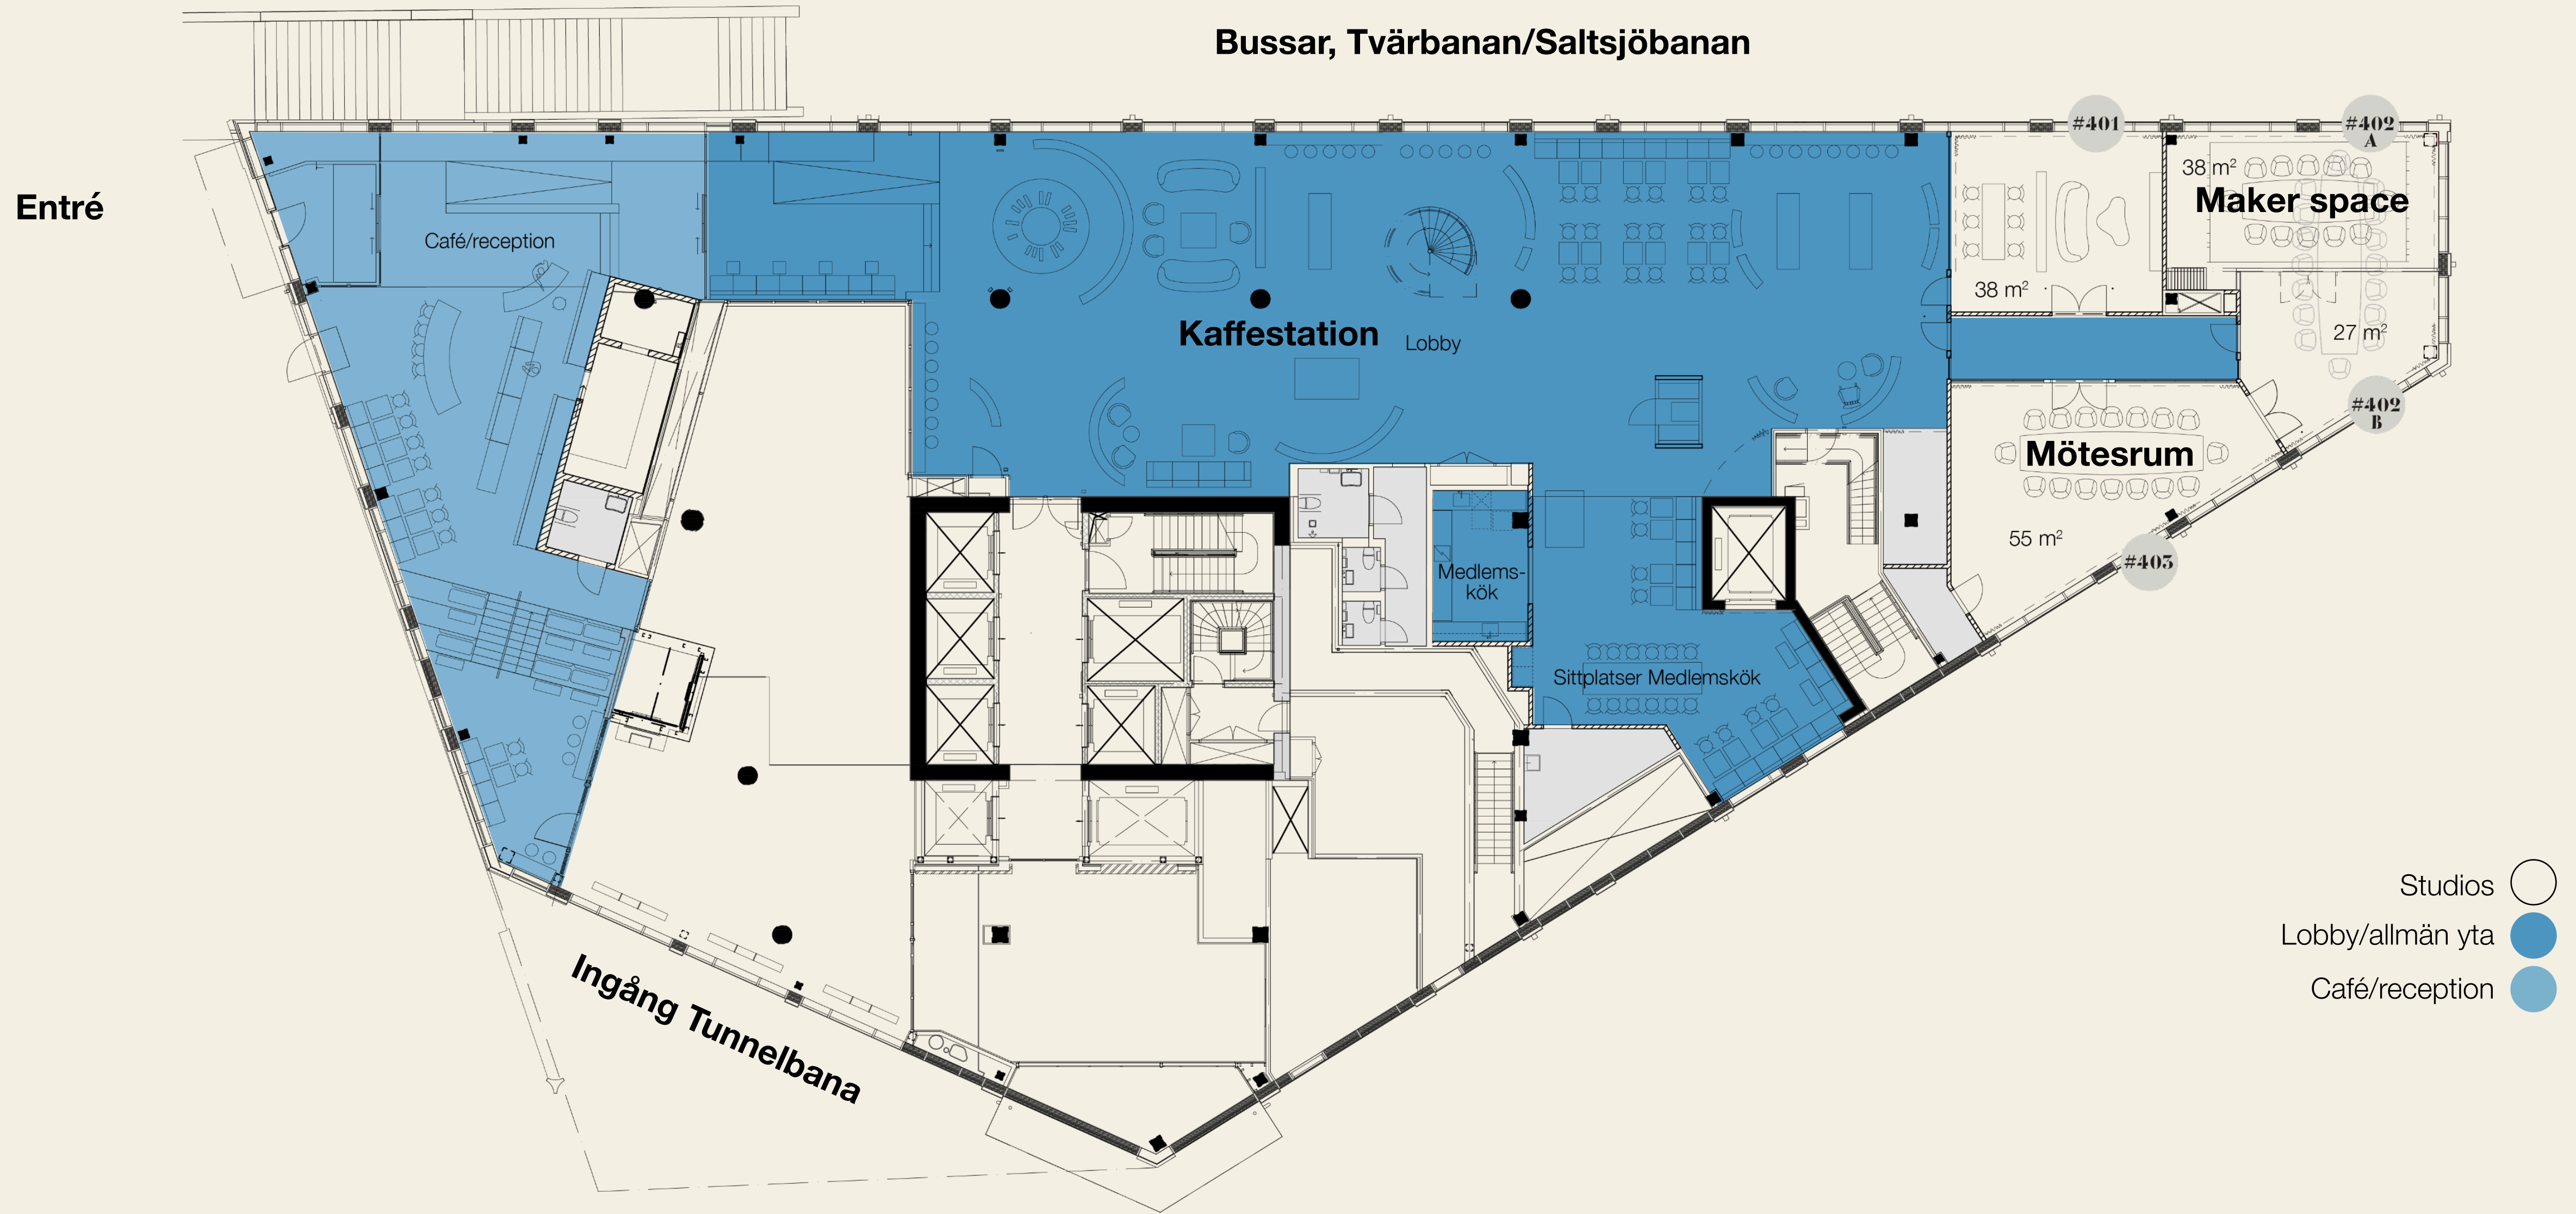 Bussar, Tvärbanan/Saltsjöbanan
#401
#402
A
38 m²
Maker space
Entré
Café/reception
38 m²
Kaffestation
Lobby
27 m²
#402
B
Mötesrum
55 m²
#403
Medlems-
kök
Sittplatser Medlemskök
Studios
Lobby/allmän yta
Café/reception
Ingång Tunnelbana